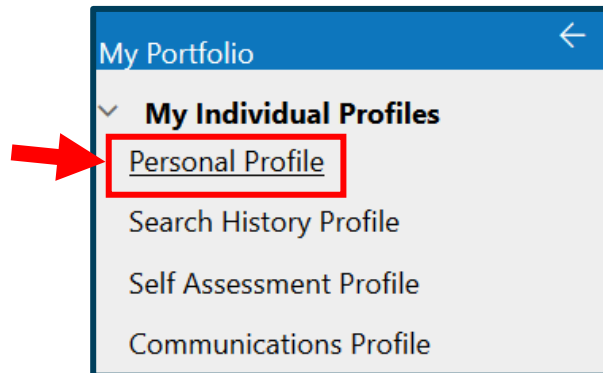 My Portfolio
My Individual Profiles
Personal Profile
Search History Profile
Self Assessment Profile
Communications Profile